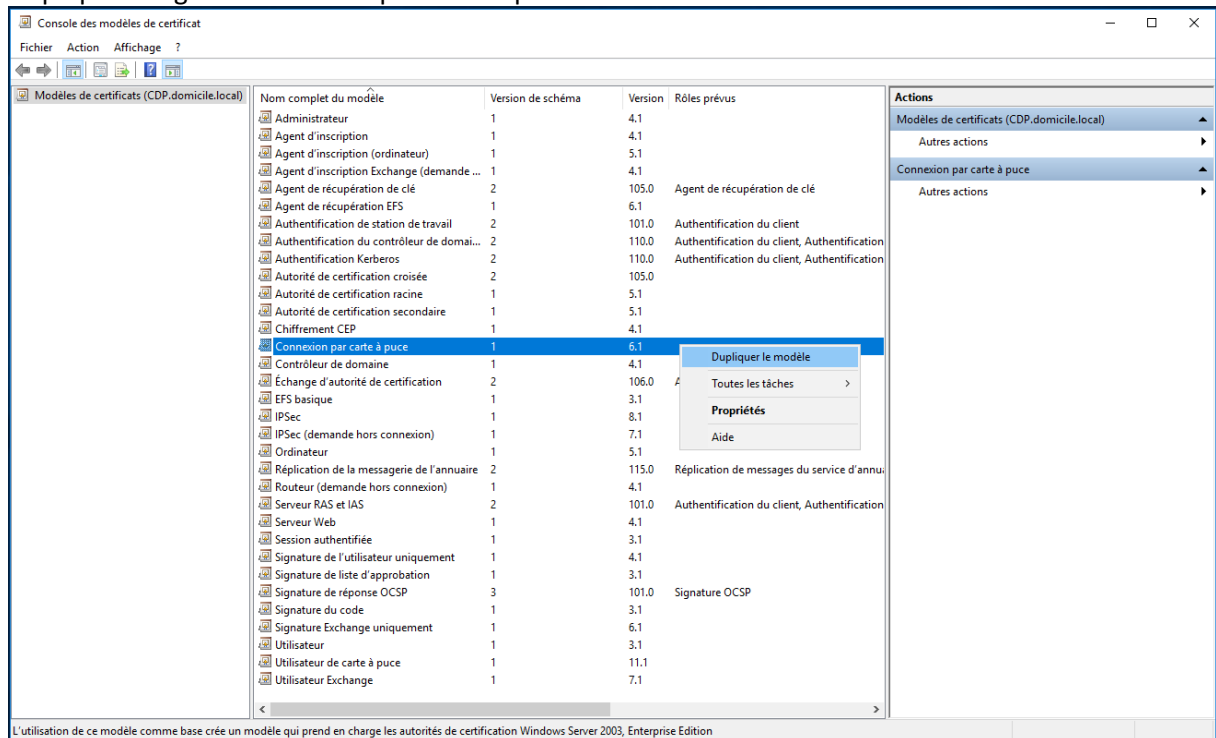 Console des modèles de certificat
Fichier Action Affichage ?
Modèles de certificats (CDP.domicile.local)
Nom complet du modèle Version de schéma Version Rôles prévus
Administrateur 1 4.1
Agent d'inscription 1 4.1
Agent d'inscription (ordinateur) 1 5.1
Agent d'inscription Exchange (demande ... 1 4.1
Agent de récupération de clé 2 105.0 Agent de récupération de clé
Agent de récupération EFS 1 6.1
Authentification de station de travail 2 101.0 Authentification du client
Authentification du contrôleur de domai... 2 110.0 Authentification du client, Authentification
Authentification Kerberos 2 110.0 Authentification du client, Authentification
Autorité de certification croisée 2 105.0
Autorité de certification racine 1 5.1
Autorité de certification secondaire 1 5.1
Chiffrement CEP 1 4.1
Connexion par carte à puce 1 6.1
Contrôleur de domaine 1 4.1
Échange d'autorité de certification 2 106.0
EFS basique 1 3.1
IPSec 1 8.1
IPSec (demande hors connexion) 1 7.1
Ordinateur 1 5.1
Réplication de la messagerie de l'annuaire 2 115.0 Réplication de messages du service d'annua
Routeur (demande hors connexion) 1 4.1
Serveur RAS et IAS 2 101.0 Authentification du client, Authentification
Serveur Web 1 4.1
Session authentifiée 1 3.1
Signature de l'utilisateur uniquement 1 4.1
Signature de liste d'approbation 1 3.1
Signature de réponse OCSP 3 101.0 Signature OCSP
Signature du code 1 3.1
Signature Exchange uniquement 1 6.1
Utilisateur 1 3.1
Utilisateur de carte à puce 1 11.1
Utilisateur Exchange 1 7.1
Dupliquer le modèle
Toutes les tâches
Propriétés
Aide
Actions
Modèles de certificats (CDP.domicile.local)
Autres actions
Connexion par carte à puce
Autres actions
L'utilisation de ce modèle comme base crée un modèle qui prend en charge les autorités de certification Windows Server 2003, Enterprise Edition